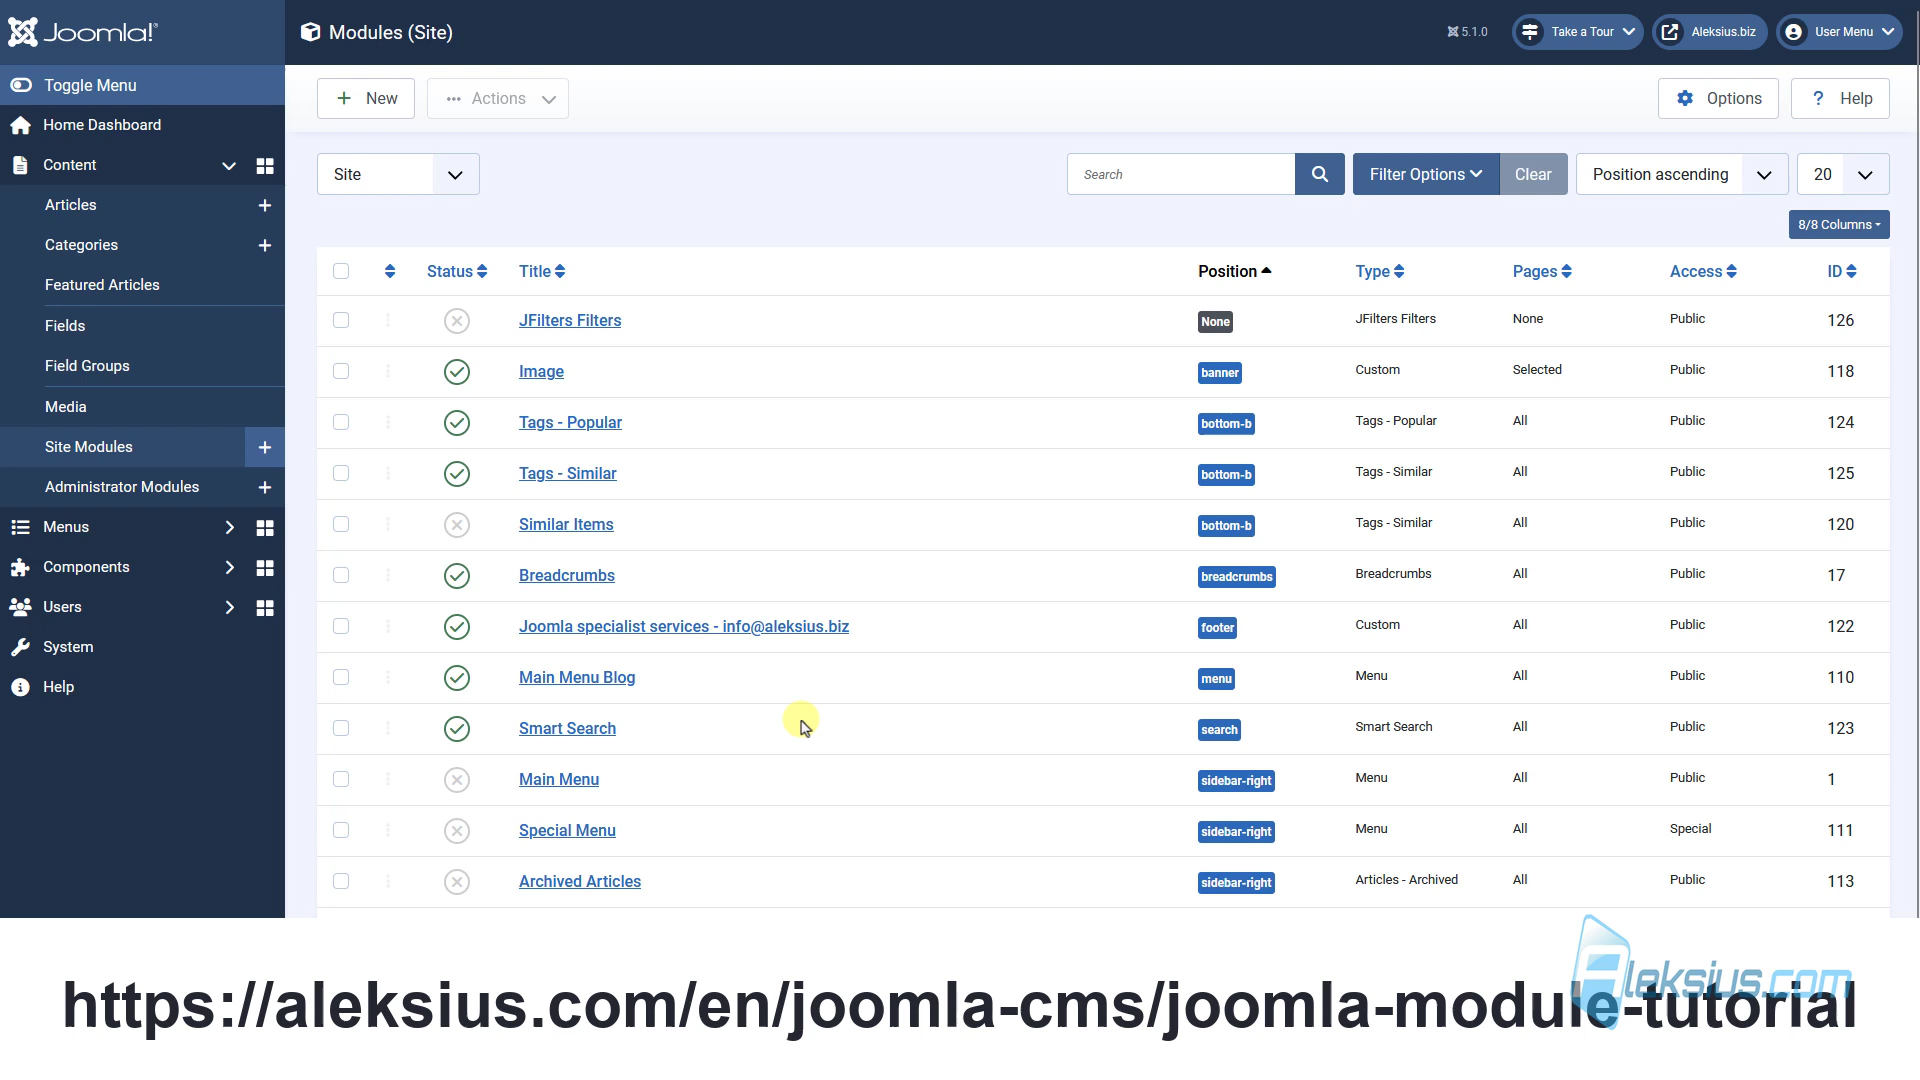 Joomla!
Modules (Site)
5.1.0
Take a Tour
Aleksius.biz
User Menu
Toggle Menu
Home Dashboard
Content
Articles
Categories
Featured Articles
Fields
Field Groups
Media
Site Modules
Administrator Modules
Menus
Components
Users
System
Help
New
Actions
Options
Help
Site
Search
Filter Options
Clear
Position ascending
20
8/8 Columns
Status Title Position Type Pages Access ID
JFilters Filters None JFilters Filters None Public 126
Image banner Custom Selected Public 118
Tags - Popular bottom-b Tags - Popular All Public 124
Tags - Similar bottom-b Tags - Similar All Public 125
Similar Items bottom-b Tags - Similar All Public 120
Breadcrumbs breadcrumbs Breadcrumbs All Public 17
Joomla specialist services - info@aleksius.biz footer Custom All Public 122
Main Menu Blog menu Menu All Public 110
Smart Search search Smart Search All Public 123
Main Menu sidebar-right Menu All Public 1
Special Menu sidebar-right Menu All Special 111
Archived Articles sidebar-right Articles - Archived All Public 113
Aleksius.com
https://aleksius.com/en/joomla-cms/joomla-module-tutorial